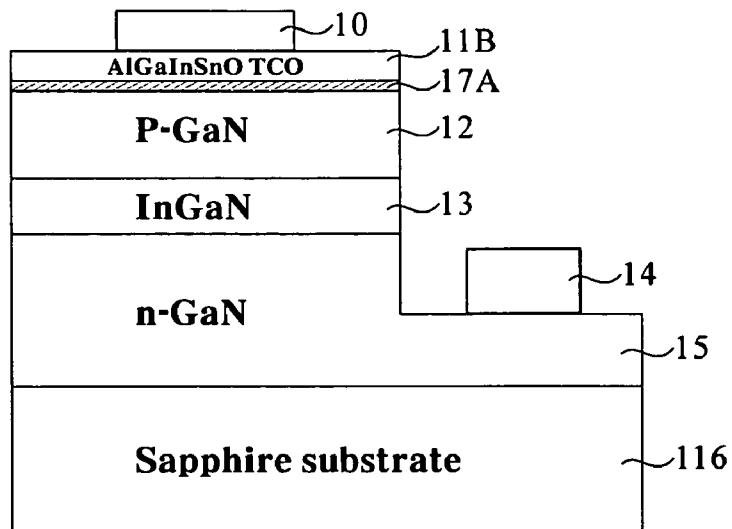 10
11B
AlGaInSnO TCO
17A
P-GaN
12
InGaN
13
14
n-GaN
15
Sapphire substrate
116